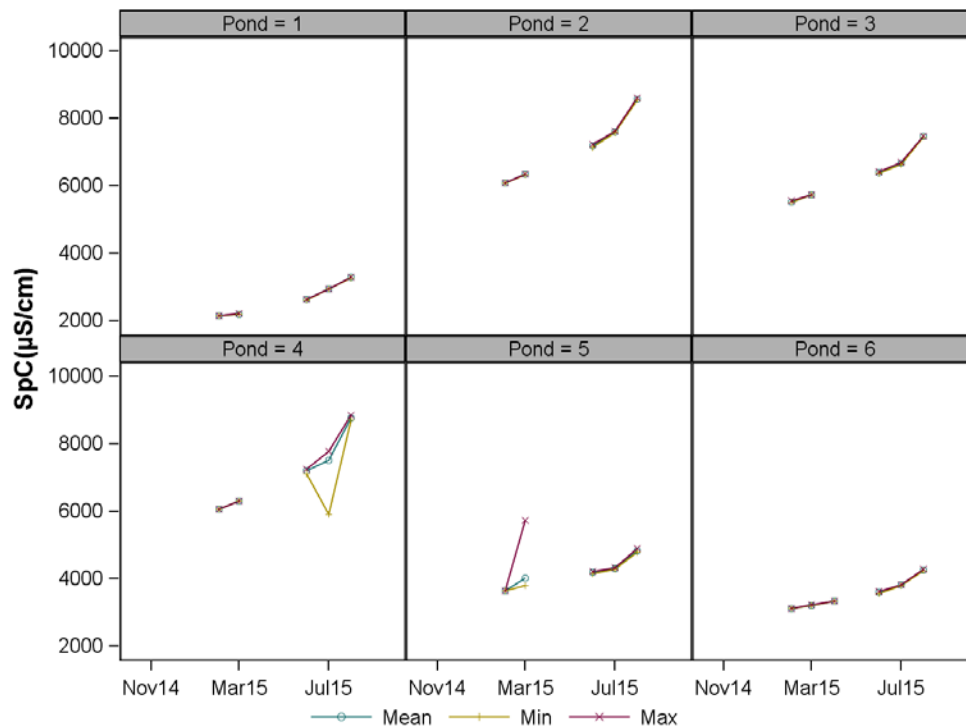 Pond = 1 Pond = 2 Pond = 3
10000
8000
6000
4000
2000
SpC(µS/cm)
Pond = 4 Pond = 5 Pond = 6
10000
8000
6000
4000
2000
Nov14 Mar15 Jul15 Nov14 Mar15 Jul15 Nov14 Mar15 Jul15
Mean Min Max